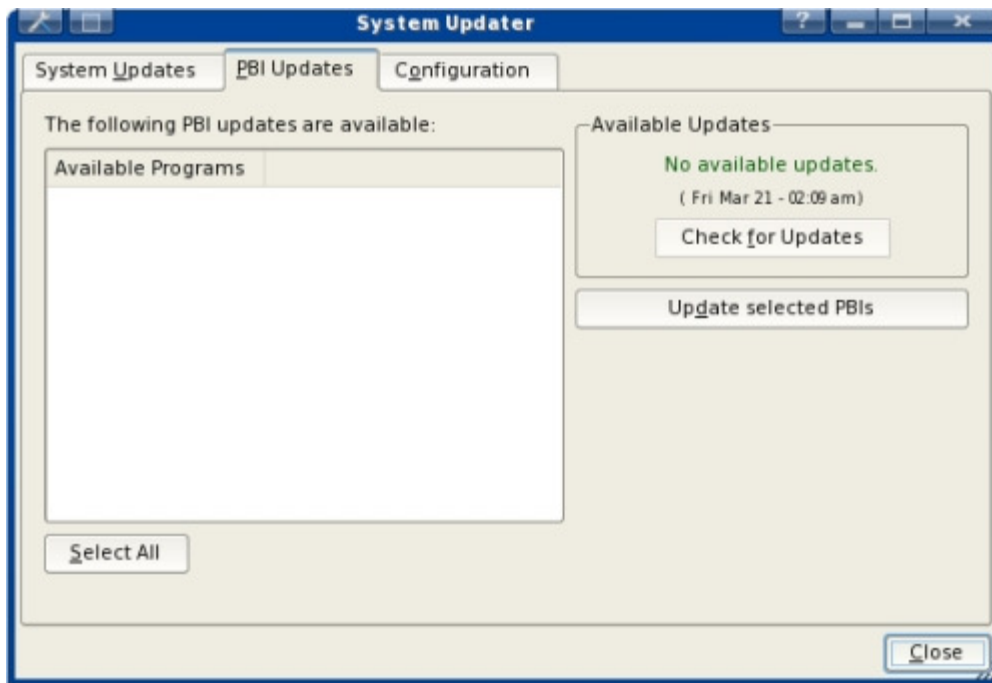 System Updater
System Updates
PBI Updates
Configuration
The following PBI updates are available:
Available Programs
Select All
Available Updates
No available updates.
( Fri Mar 21 - 02:09 am)
Check for Updates
Update selected PBIs
Close